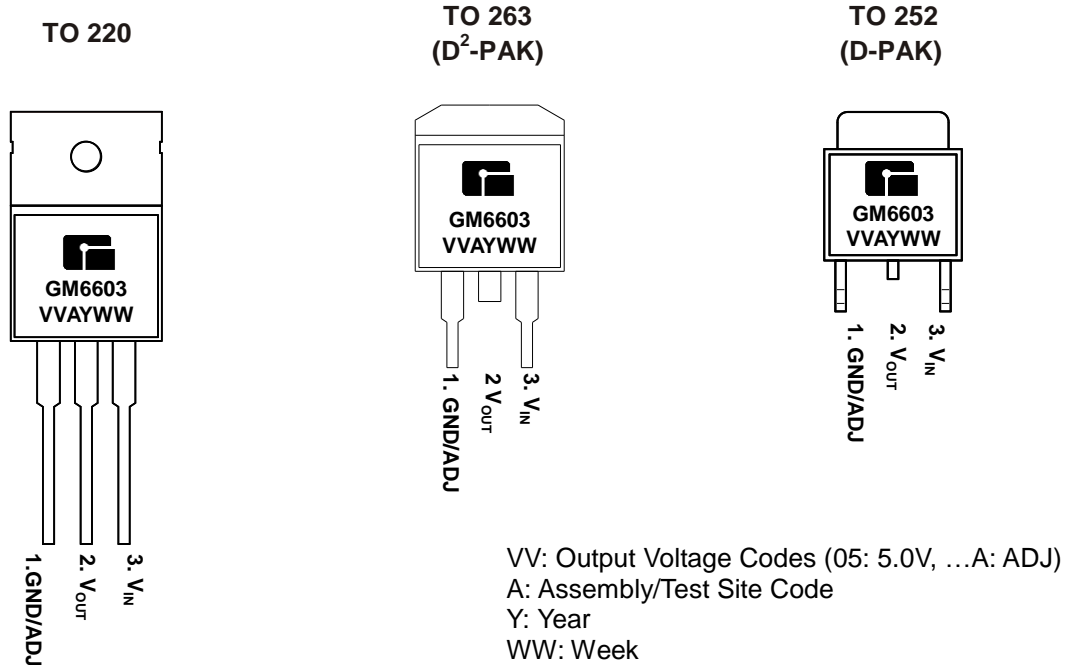 TO 220
GM6603
VVAYWW
1.GND/ADJ
2. VOUT
3. VIN
TO 263
(D2-PAK)
GM6603
VVAYWW
1. GND/ADJ
2 VOUT
3. VIN
TO 252
(D-PAK)
GM6603
VVAYWW
1. GND/ADJ
2. VOUT
3. VIN
VV: Output Voltage Codes (05: 5.0V, …A: ADJ)
A: Assembly/Test Site Code
Y: Year
WW: Week